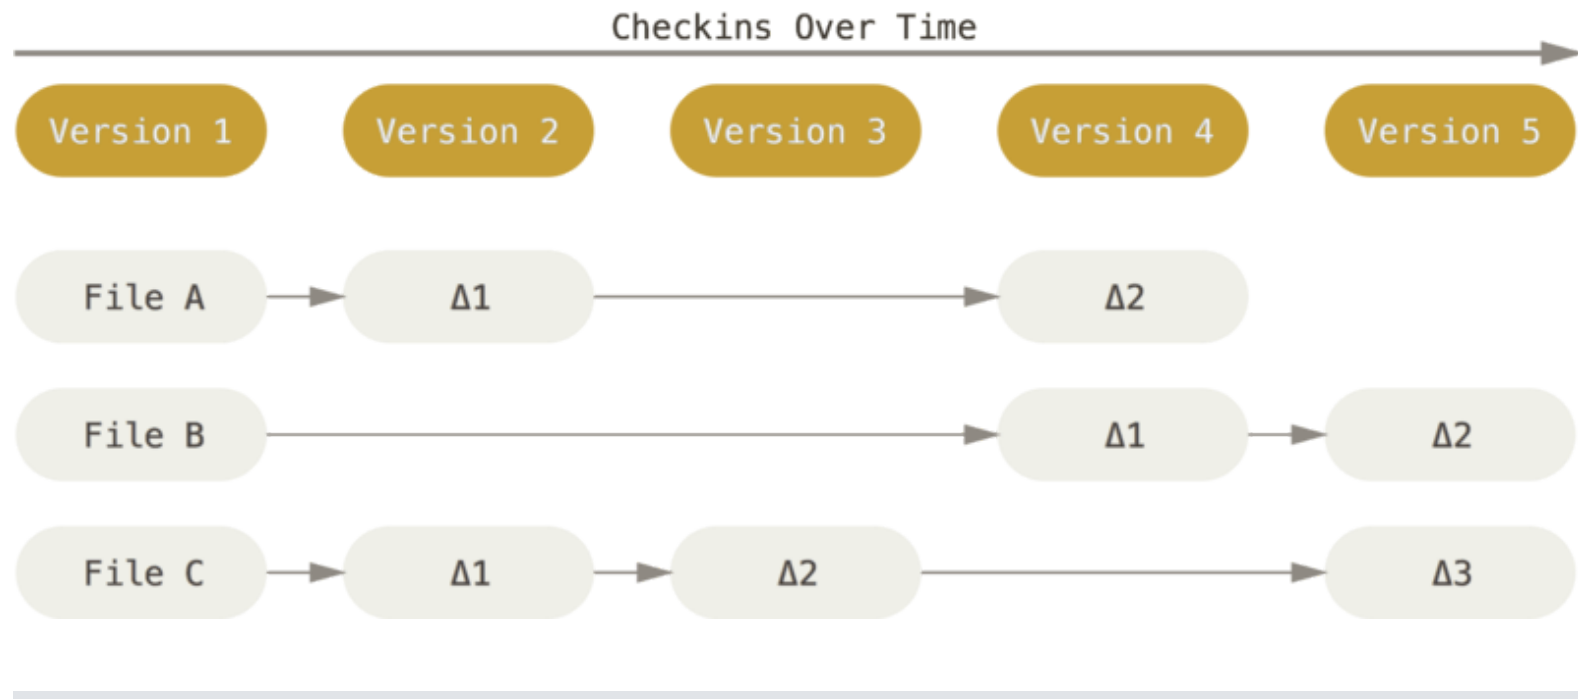 Checkins Over Time
Version 1 Version 2 Version 3 Version 4 Version 5
File A Δ1 Δ2
File B Δ1 Δ2
File C Δ1 Δ2 Δ3